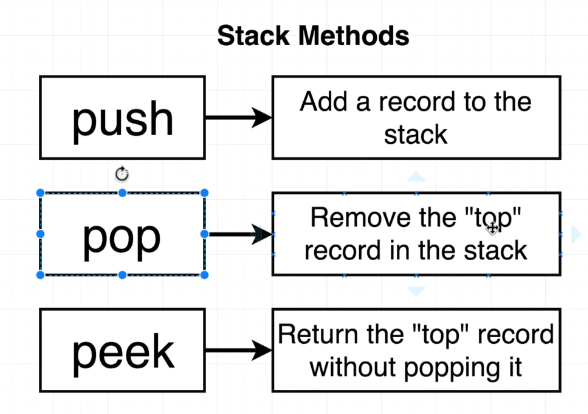 Stack Methods
push
Add a record to the
stack
pop
Remove the "top"
record in the stack
peek
Return the "top" record
without popping it